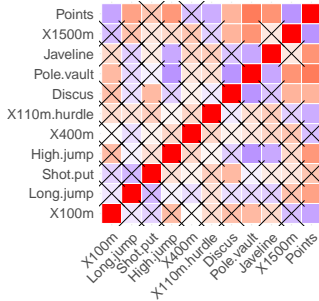 Points
X1500m
Javeline
Pole.vault
Discus
X110m.hurdle
X400m
High.jump
Shot.put
Long.jump
X100m
X100m
Long.jump
Shot.put
High.jump
X400m
X110m.hurdle
Discus
Pole.vault
Javeline
X1500m
Points